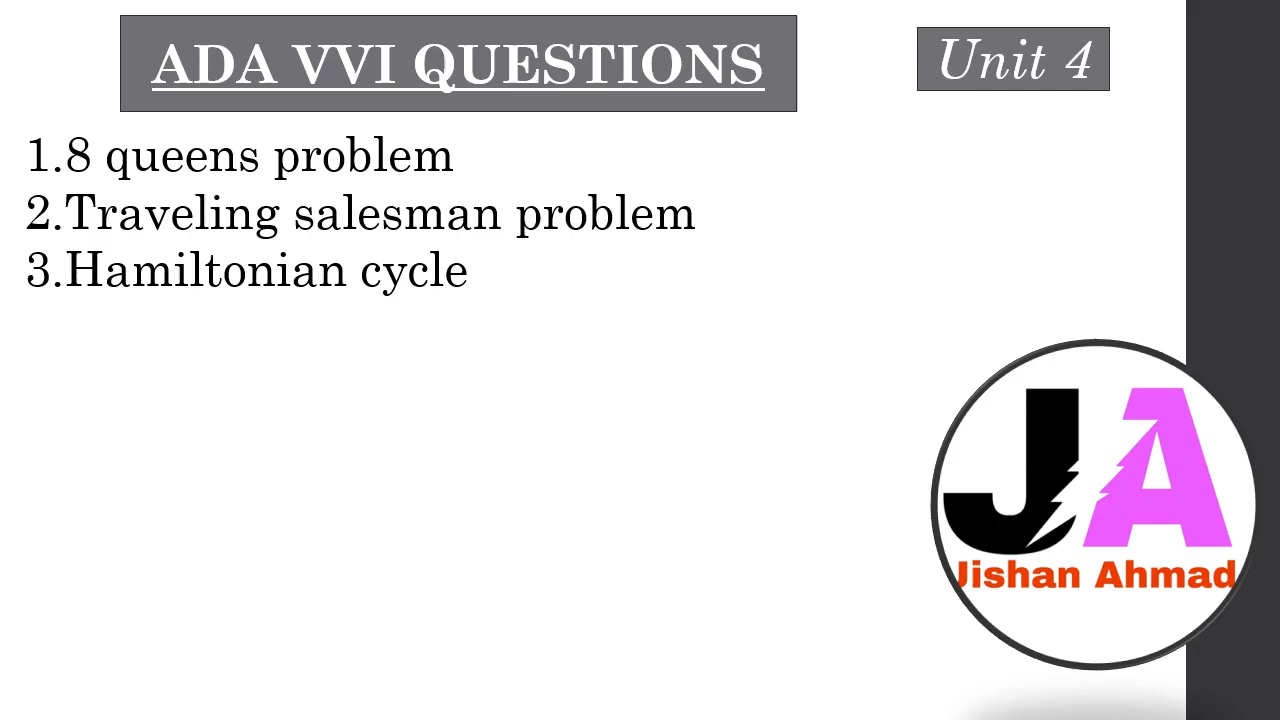 ADA VVI QUESTIONS
Unit 4
1.8 queens problem
2.Traveling salesman problem
3.Hamiltonian cycle
JA
Jishan Ahmad